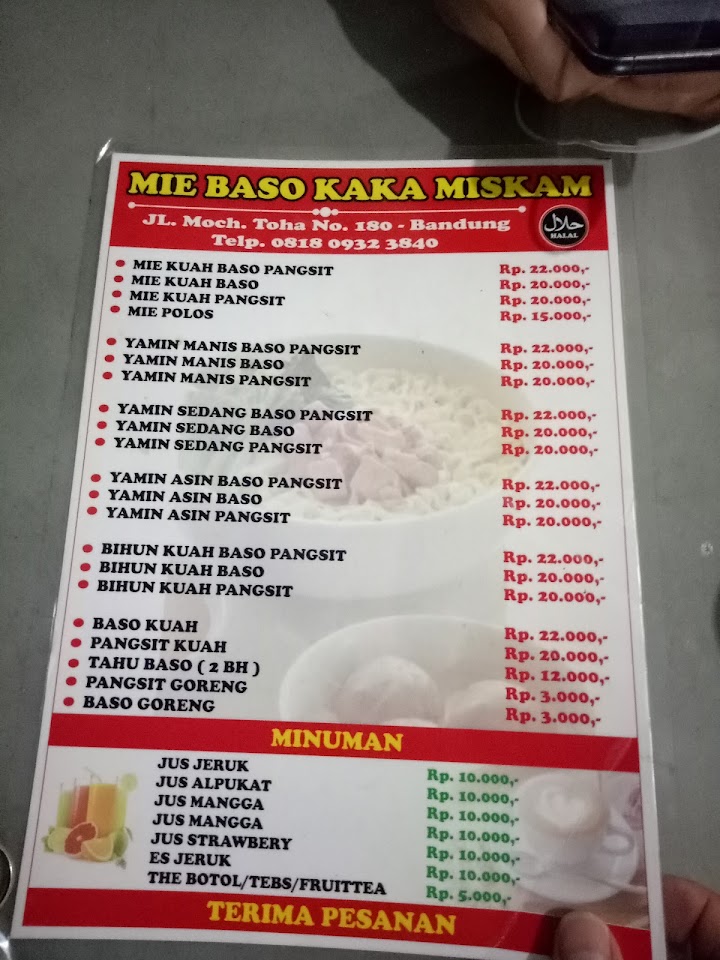 MIE BASO KAKA MISKAM
JL. Moch. Toha No. 180 - Bandung
Telp. 0818 0932 3840
حلال
HALAL
MIE KUAH BASO PANGSIT Rp. 22.000,-
MIE KUAH BASO Rp. 20.000,-
MIE KUAH PANGSIT Rp. 20.000,-
MIE POLOS Rp. 15.000,-
YAMIN MANIS BASO PANGSIT Rp. 22.000,-
YAMIN MANIS BASO Rp. 20.000,-
YAMIN MANIS PANGSIT Rp. 20.000,-
YAMIN SEDANG BASO PANGSIT Rp. 22.000,-
YAMIN SEDANG BASO Rp. 20.000,-
YAMIN SEDANG PANGSIT Rp. 20.000,-
YAMIN ASIN BASO PANGSIT Rp. 22.000,-
YAMIN ASIN BASO Rp. 20.000,-
YAMIN ASIN PANGSIT Rp. 20.000,-
BIHUN KUAH BASO PANGSIT Rp. 22.000,-
BIHUN KUAH BASO Rp. 20.000,-
BIHUN KUAH PANGSIT Rp. 20.000,-
BASO KUAH Rp. 22.000,-
PANGSIT KUAH Rp. 20.000,-
TAHU BASO ( 2 BH ) Rp. 12.000,-
PANGSIT GORENG Rp. 3.000,-
BASO GORENG Rp. 3.000,-
MINUMAN
JUS JERUK Rp. 10.000,-
JUS ALPUKAT Rp. 10.000,-
JUS MANGGA Rp. 10.000,-
JUS MANGGA Rp. 10.000,-
JUS STRAWBERY Rp. 10.000,-
ES JERUK Rp. 10.000,-
THE BOTOL/TEBS/FRUITTEA Rp. 5.000,-
TERIMA PESANAN